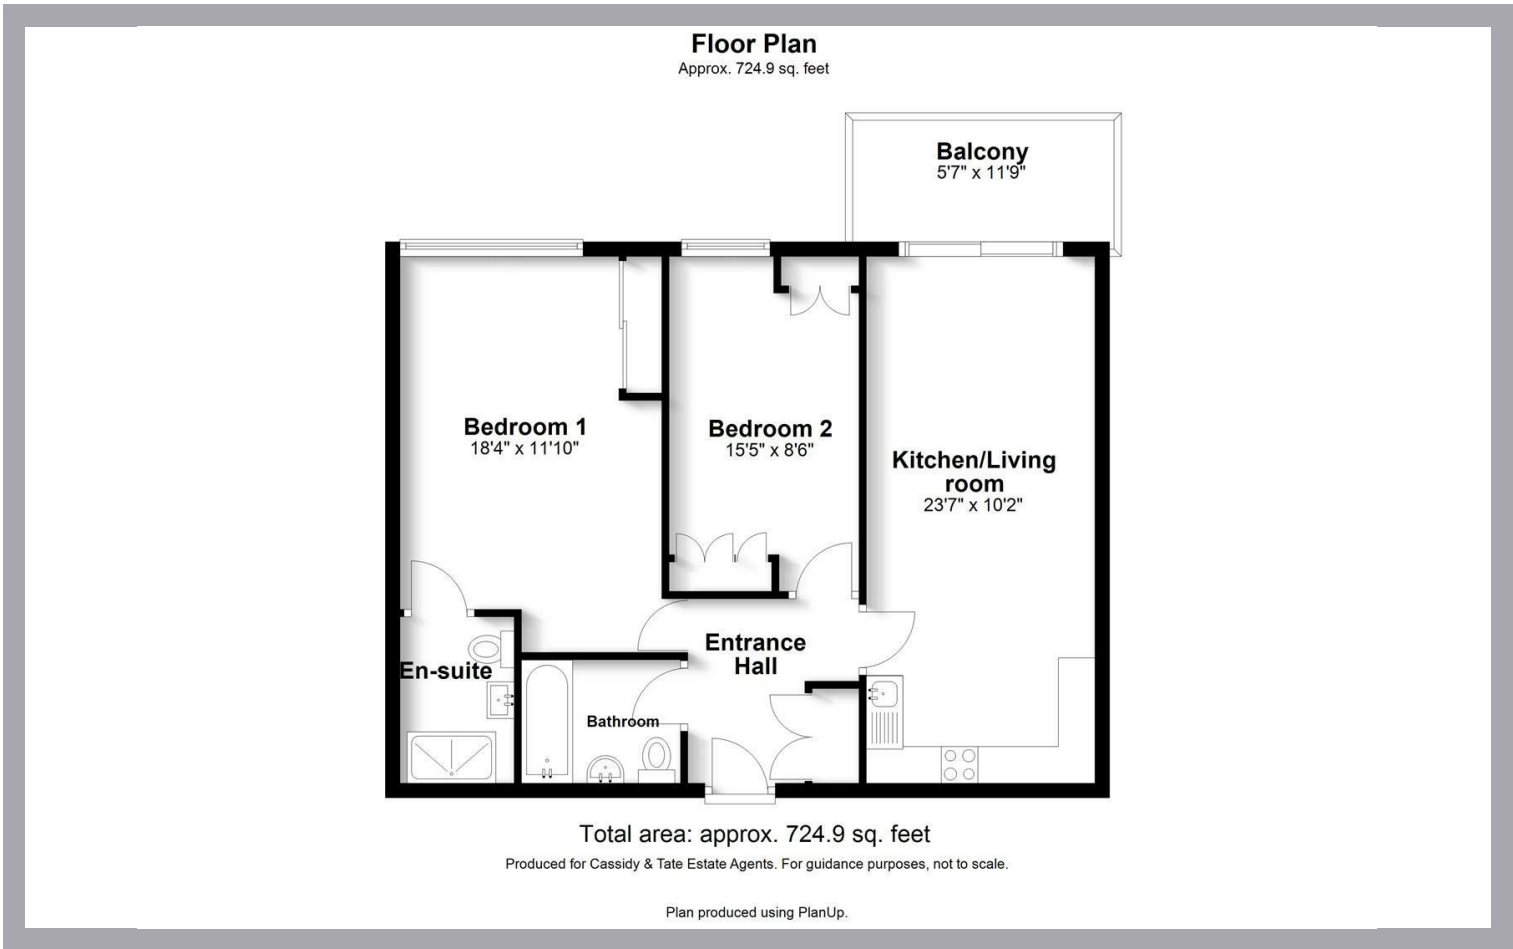 Floor Plan
Approx. 724.9 sq. feet
Balcony
5'7" x 11'9"
Bedroom 1
18'4" x 11'10"
Bedroom 2
15'5" x 8'6"
Kitchen/Living
room
23'7" x 10'2"
Entrance
Hall
En-suite
Bathroom
Total area: approx. 724.9 sq. feet
Produced for Cassidy & Tate Estate Agents. For guidance purposes, not to scale.
Plan produced using PlanUp.